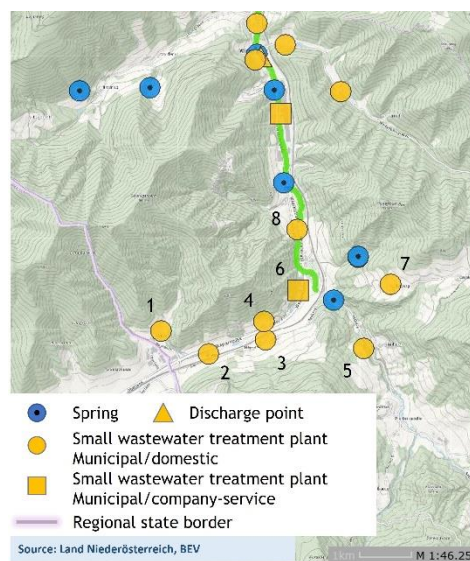 8
7
6
4
1
3
2
5
Spring
Discharge point
Small wastewater treatment plant
Municipal/domestic
Small wastewater treatment plant
Municipal/company-service
Regional state border
Source: Land Niederösterreich, BEV
1km
M 1:46.25